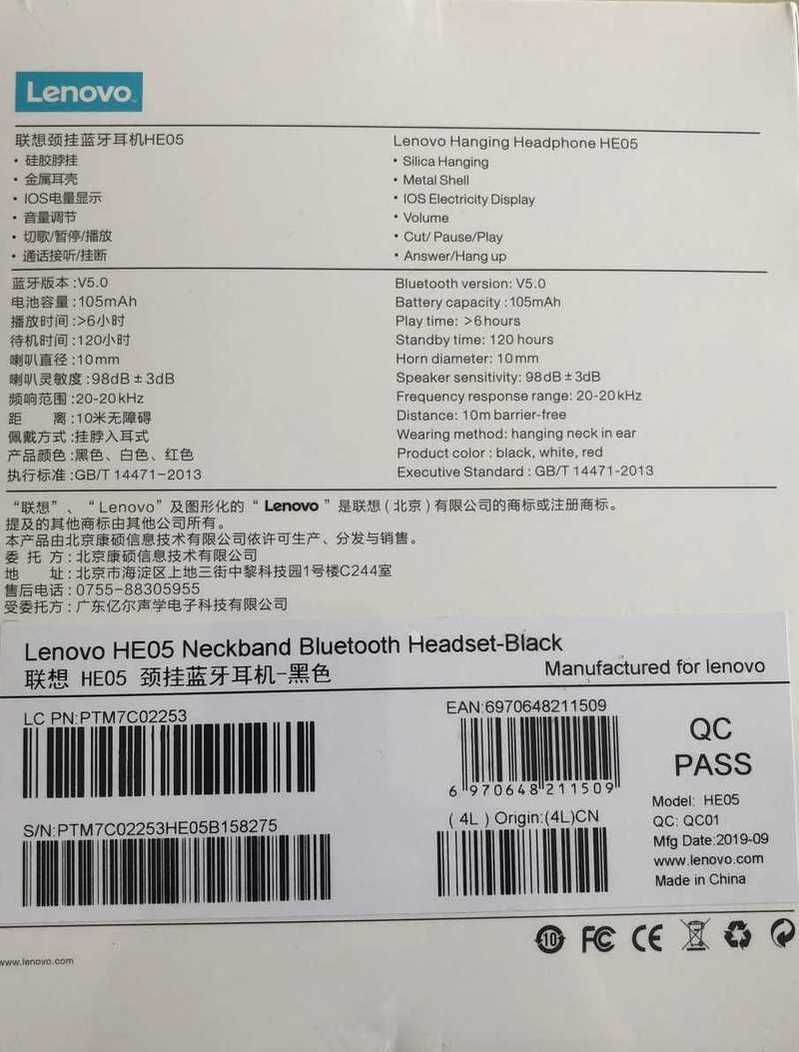 Lenovo
联想颈挂蓝牙耳机HE05
· 硅胶脖挂
· 金属耳壳
· IOS电量显示
· 音量调节
· 切歌/暂停/播放
· 通话接听/挂断
Lenovo Hanging Headphone HE05
· Silica Hanging
· Metal Shell
· IOS Electricity Display
· Volume
· Cut/ Pause/Play
· Answer/Hang up
蓝牙版本:V5.0
电池容量:105mAh
播放时间:>6小时
待机时间:120小时
喇叭直径:10mm
喇叭灵敏度:98dB±3dB
频响范围:20-20kHz
距 离:10米无障碍
佩戴方式:挂脖入耳式
产品颜色:黑色、白色、红色
执行标准:GB/T 14471-2013
Bluetooth version: V5.0
Battery capacity :105mAh
Play time: >6hours
Standby time: 120 hours
Horn diameter: 10mm
Speaker sensitivity: 98dB±3dB
Frequency response range: 20-20kHz
Distance: 10m barrier-free
Wearing method: hanging neck in ear
Product color : black, white, red
Executive Standard : GB/T 14471-2013
“联想”、“Lenovo”及图形化的“ Lenovo ”是联想(北京)有限公司的商标或注册商标。
提及的其他商标由其他公司所有。
本产品由北京康硕信息技术有限公司依许可生产、分发与销售。
委 托 方:北京康硕信息技术有限公司
地 址:北京市海淀区上地三街中黎科技园1号楼C244室
售后电话:0755-88305955
受委托方:广东亿尔声学电子科技有限公司
Lenovo HE05 Neckband Bluetooth Headset-Black
联想 HE05 颈挂蓝牙耳机-黑色
Manufactured for lenovo
LC PN:PTM7C02253
EAN:6970648211509
6 970648 211509
S/N:PTM7C02253HE05B158275
( 4L ) Origin:(4L)CN
QC
PASS
Model: HE05
QC: QC01
Mfg Date:2019-09
www.lenovo.com
Made in China
10 FC CE
www.lenovo.com